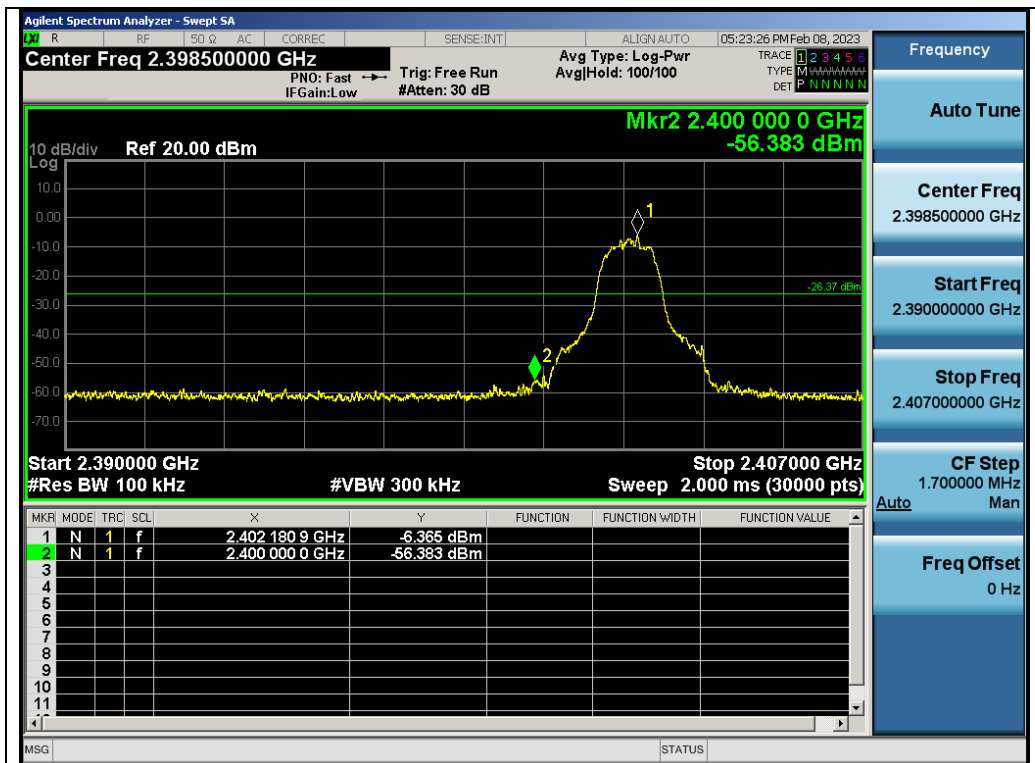 Agilent Spectrum Analyzer - Swept SA
LXI R RF 50 Ω AC CORREC SENSE:INT ALIGN AUTO 05:23:26 PM Feb 08, 2023
Center Freq 2.398500000 GHz
PNO: Fast
IFGain:Low
Trig: Free Run
#Atten: 30 dB
Avg Type: Log-Pwr
Avg|Hold: 100/100
TRACE 1 2 3 4 5 6
TYPE M
DET P N N N N N
Mkr2 2.400 000 0 GHz
-56.383 dBm
10 dB/div Ref 20.00 dBm
Log
10.0
0.00
-10.0
-20.0
-30.0
-40.0
-50.0
-60.0
-70.0
1
-26.37 dBm
2
Start 2.390000 GHz Stop 2.407000 GHz
#Res BW 100 kHz #VBW 300 kHz Sweep 2.000 ms (30000 pts)
MKR MODE TRC SCL X Y FUNCTION FUNCTION WIDTH FUNCTION VALUE
1 N 1 f 2.402 180 9 GHz -6.365 dBm
2 N 1 f 2.400 000 0 GHz -56.383 dBm
3
4
5
6
7
8
9
10
11
MSG STATUS
Frequency
Auto Tune
Center Freq
2.398500000 GHz
Start Freq
2.390000000 GHz
Stop Freq
2.407000000 GHz
CF Step
1.700000 MHz
Auto Man
Freq Offset
0 Hz